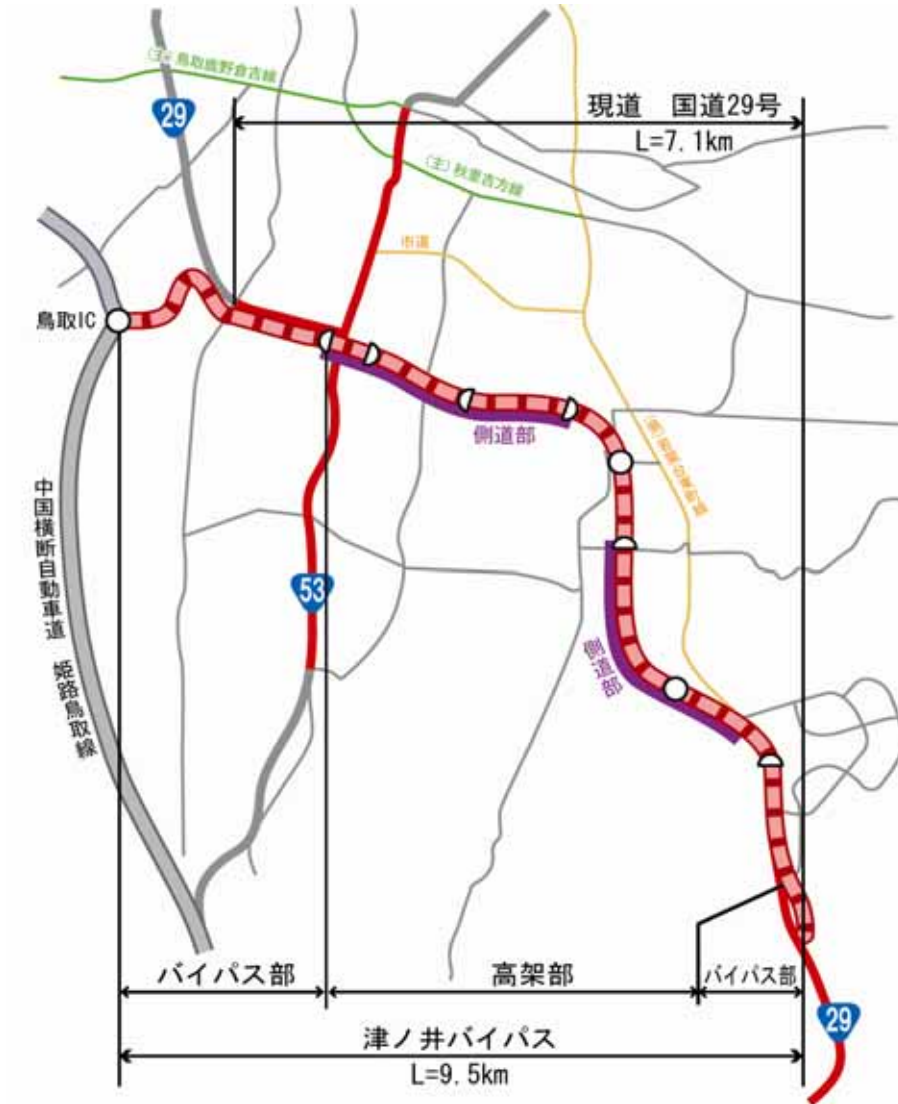 (主)鳥取鹿野倉吉線
29
現道 国道29号
L=7.1km
(主)秋里吉方線
市道
鳥取IC
側道部
中国横断自動車道 姫路鳥取線
53
側道部
バイパス部
高架部
バイパス部
29
津ノ井バイパス
L=9.5km